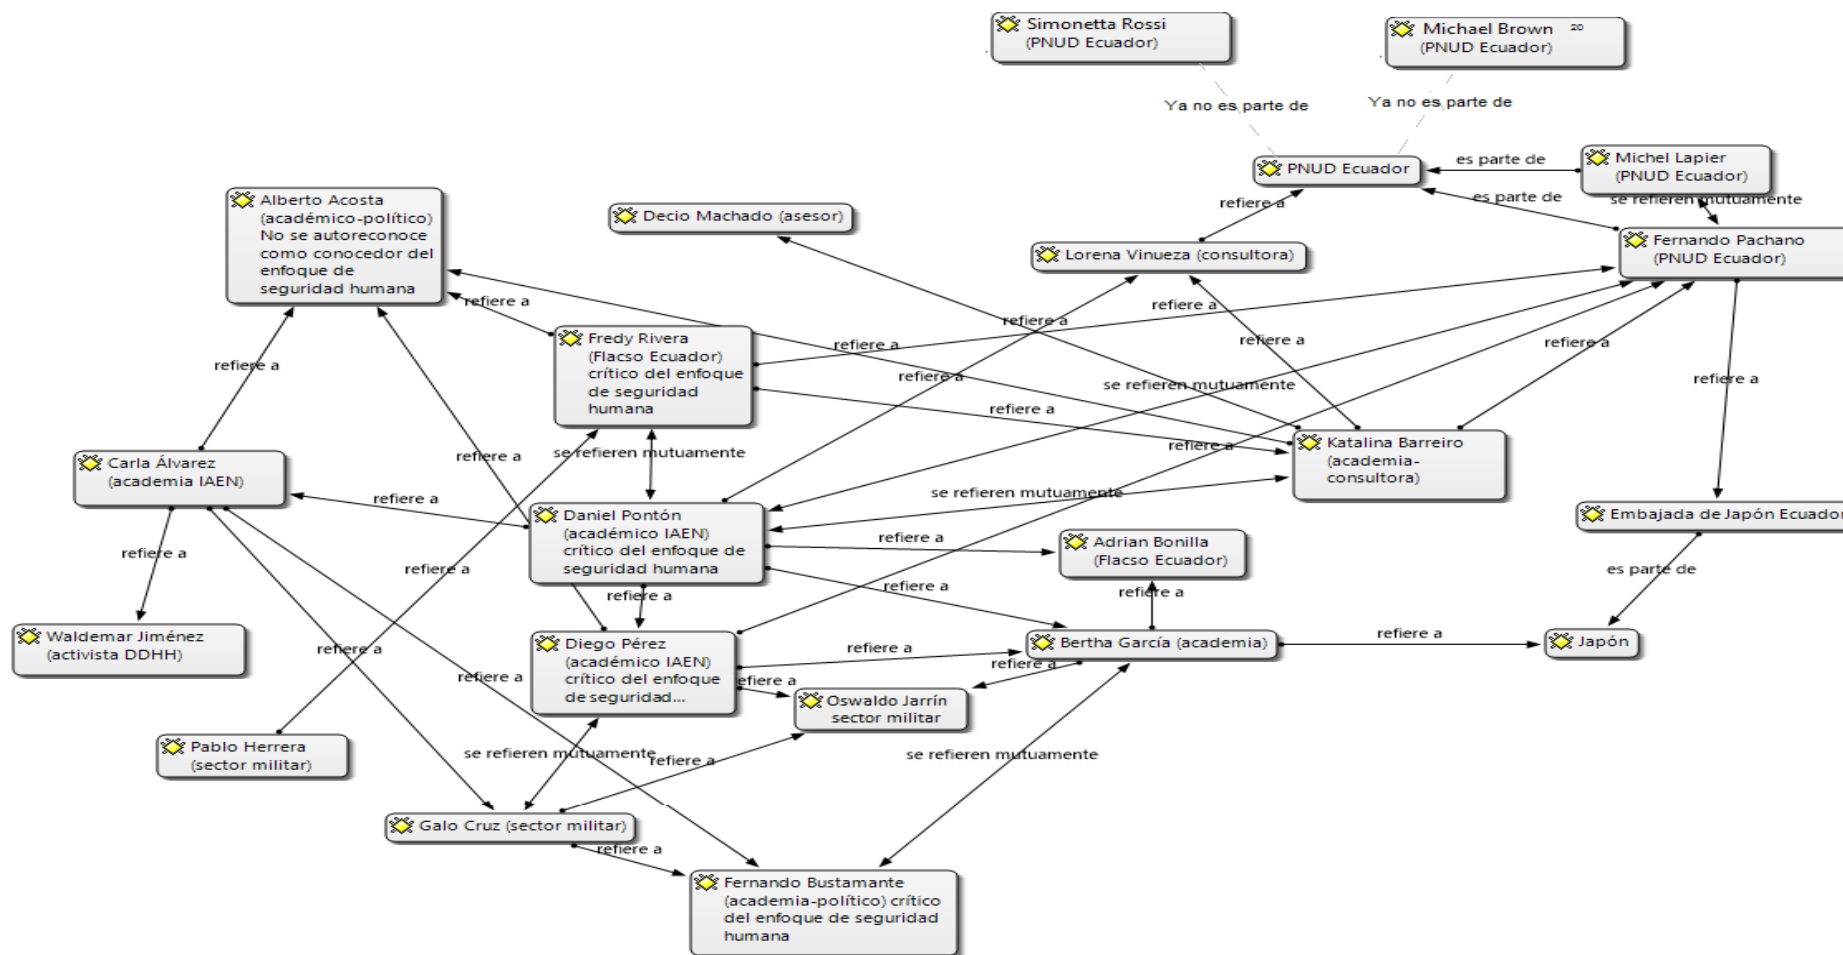 Simonetta Rossi
(PNUD Ecuador)
Michael Brown 20
(PNUD Ecuador)
Ya no es parte de
Ya no es parte de
PNUD Ecuador
es parte de
Michel Lapier
(PNUD Ecuador)
se refieren mutuamente
es parte de
refiere a
Alberto Acosta
(académico-político)
No se autoreconoce
como conocedor del
enfoque de
seguridad humana
Decio Machado (asesor)
Lorena Vinueza (consultora)
Fernando Pachano
(PNUD Ecuador)
refiere a
refiere a
refiere a
Fredy Rivera
(Flacso Ecuador)
crítico del enfoque
de seguridad
humana
refiere a
refiere a
refiere a
refiere a
refiere a
refiere a
se refieren mutuamente
refiere a
refiere a
Katalina Barreiro
(academia-
consultora)
refiere a
se refieren mutuamente
refiere a
Carla Álvarez
(academia IAEN)
refiere a
se refieren mutuamente
Daniel Pontón
(académico IAEN)
crítico del enfoque de
seguridad humana
Embajada de Japón Ecuador
refiere a
Adrian Bonilla
(Flacso Ecuador)
refiere a
refiere a
es parte de
refiere a
refiere a
refiere a
Waldemar Jiménez
(activista DDHH)
Diego Pérez
(académico IAEN)
crítico del enfoque
de seguridad...
Bertha García (academia)
refiere a
Japón
refiere a
refiere a
refiere a
refiere a
refiere a
Oswaldo Jarrín
sector militar
Pablo Herrera
(sector militar)
se refieren mutuamente
refiere a
se refieren mutuamente
Galo Cruz (sector militar)
refiere a
Fernando Bustamante
(academia-político) crítico
del enfoque de seguridad
humana